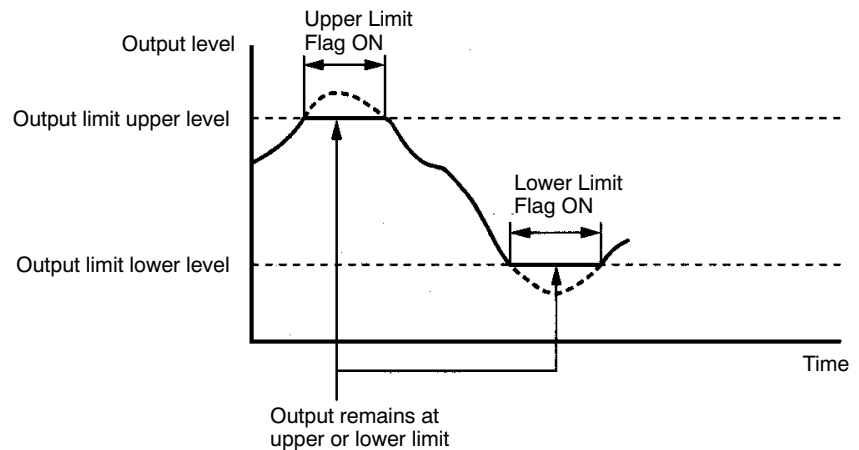 Upper Limit
Flag ON
Output level
Output limit upper level
Lower Limit
Flag ON
Output limit lower level
Time
Output remains at
upper or lower limit